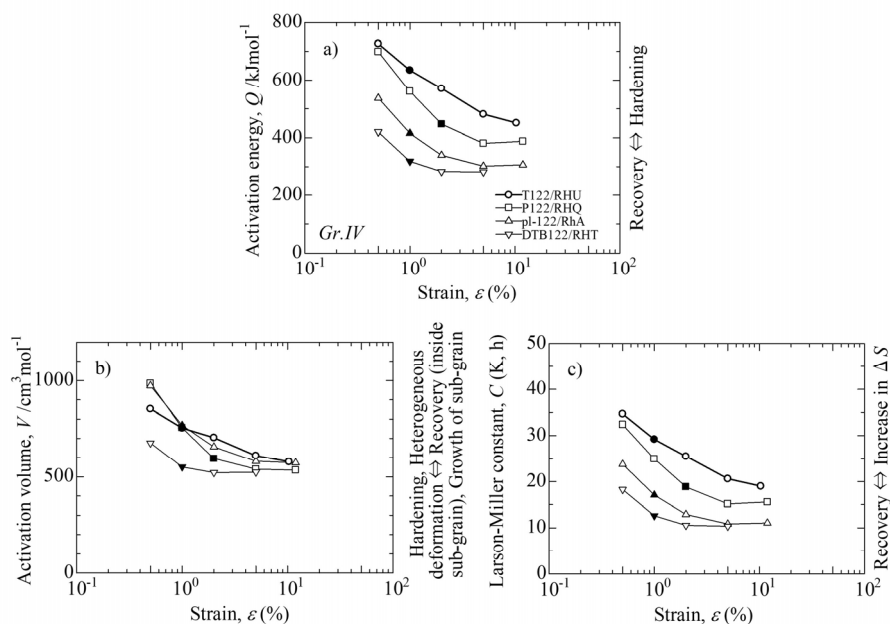 a)
Activation energy, Q /kJmol-1
800
600
400
200
0
Gr.IV
T122/RHU
P122/RHQ
pl-122/RhA
DTB122/RHT
10-1
100
101
102
Strain, ε (%)
Recovery ⇔ Hardening
b)
Activation volume, V /cm3mol-1
1000
500
0
10-1
100
101
102
Strain, ε (%)
Hardening, Heterogeneous
deformation ⇔ Recovery (inside
sub-grain), Growth of sub-grain
c)
Larson-Miller constant, C (K, h)
50
40
35
30
20
10
0
10-1
100
101
102
Strain, ε (%)
Recovery ⇔ Increase in ΔS